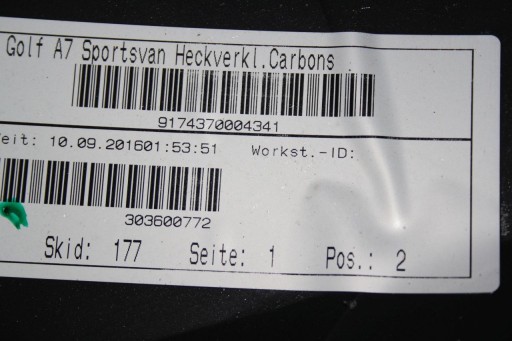 Golf A7 Sportsvan Heckverkl.Carbons
9174370004341
eit: 10.09.201601:53:51 Workst.-ID:
303600772
Skid: 177 Seite: 1 Pos.: 2